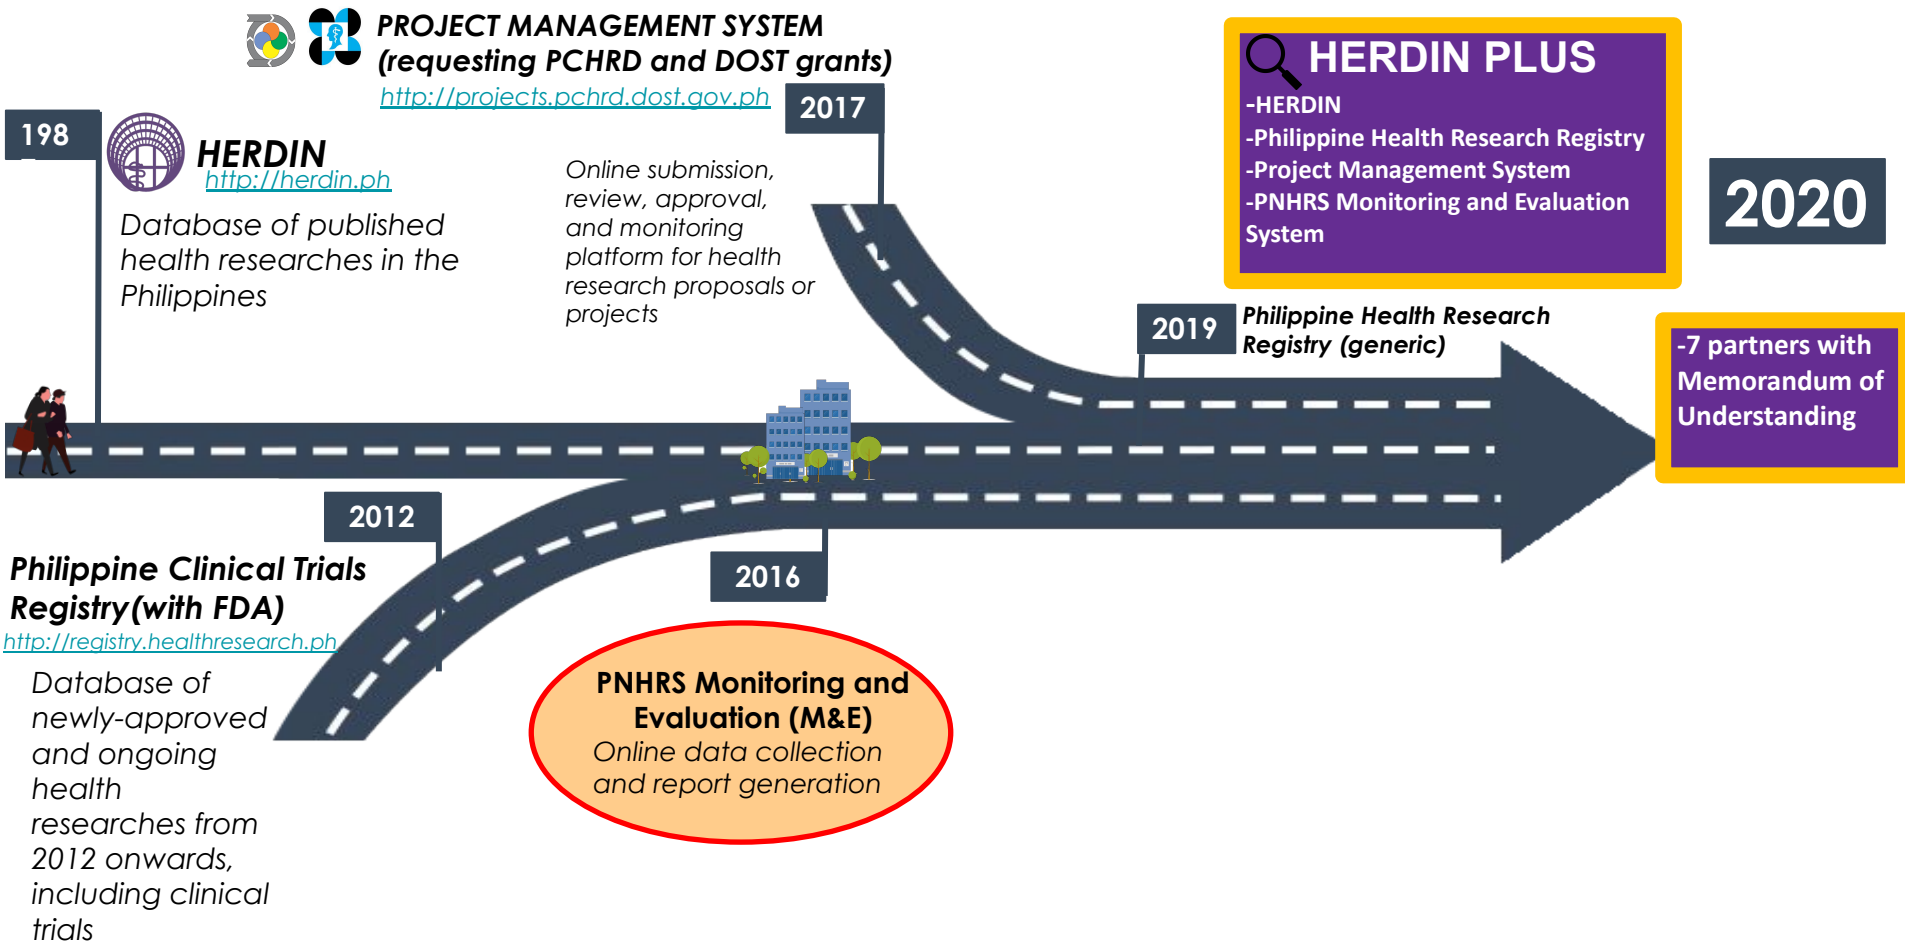 PROJECT MANAGEMENT SYSTEM
(requesting PCHRD and DOST grants)
http://projects.pchrd.dost.gov.ph
2017
Online submission,
review, approval,
and monitoring
platform for health
research proposals or
projects
198
HERDIN
http://herdin.ph
Database of published
health researches in the
Philippines
HERDIN PLUS
-HERDIN
-Philippine Health Research Registry
-Project Management System
-PNHRS Monitoring and Evaluation
System
2020
2019
Philippine Health Research
Registry (generic)
-7 partners with
Memorandum of
Understanding
2012
Philippine Clinical Trials
Registry(with FDA)
http://registry.healthresearch.ph
Database of
newly-approved
and ongoing
health
researches from
2012 onwards,
including clinical
trials
2016
PNHRS Monitoring and
Evaluation (M&E)
Online data collection
and report generation